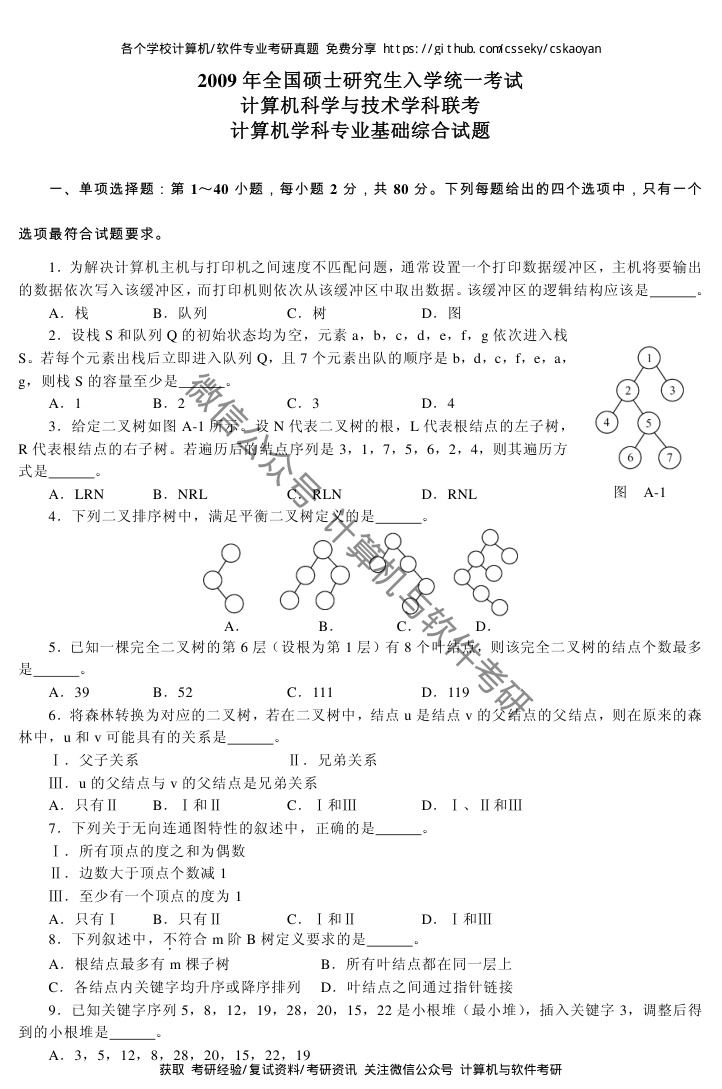 各个学校计算机/软件专业考研真题 免费分享 https://github.com/csseky/cskaoyan
2009 年全国硕士研究生入学统一考试
计算机科学与技术学科联考
计算机学科专业基础综合试题
一、单项选择题：第 1～40 小题，每小题 2 分，共 80 分。下列每题给出的四个选项中，只有一个
选项最符合试题要求。
1．为解决计算机主机与打印机之间速度不匹配问题，通常设置一个打印数据缓冲区，主机将要输出
的数据依次写入该缓冲区，而打印机则依次从该缓冲区中取出数据。该缓冲区的逻辑结构应该是______。
A．栈 B．队列 C．树 D．图
2．设栈 S 和队列 Q 的初始状态均为空，元素 a，b，c，d，e，f，g 依次进入栈
S。若每个元素出栈后立即进入队列 Q，且 7 个元素出队的顺序是 b，d，c，f，e，a，
g，则栈 S 的容量至少是______。
A．1 B．2 C．3 D．4
3．给定二叉树如图 A-1 所示。设 N 代表二叉树的根，L 代表根结点的左子树，
R 代表根结点的右子树。若遍历后的结点序列是 3，1，7，5，6，2，4，则其遍历方
式是______。
A．LRN B．NRL C．RLN D．RNL
1
2 3
4 5
6 7
图 A-1
4．下列二叉排序树中，满足平衡二叉树定义的是______。
A． B． C． D．
5．已知一棵完全二叉树的第 6 层（设根为第 1 层）有 8 个叶结点，则该完全二叉树的结点个数最多
是______。
A．39 B．52 C．111 D．119
6．将森林转换为对应的二叉树，若在二叉树中，结点 u 是结点 v 的父结点的父结点，则在原来的森
林中，u 和 v 可能具有的关系是______。
Ⅰ．父子关系 Ⅱ．兄弟关系
Ⅲ．u 的父结点与 v 的父结点是兄弟关系
A．只有Ⅱ B．Ⅰ和Ⅱ C．Ⅰ和Ⅲ D．Ⅰ、Ⅱ和Ⅲ
7．下列关于无向连通图特性的叙述中，正确的是______。
Ⅰ．所有顶点的度之和为偶数
Ⅱ．边数大于顶点个数减 1
Ⅲ．至少有一个顶点的度为 1
A．只有Ⅰ B．只有Ⅱ C．Ⅰ和Ⅱ D．Ⅰ和Ⅲ
8．下列叙述中，不符合 m 阶 B 树定义要求的是______。
A．根结点最多有 m 棵子树 B．所有叶结点都在同一层上
C．各结点内关键字均升序或降序排列 D．叶结点之间通过指针链接
9．已知关键字序列 5，8，12，19，28，20，15，22 是小根堆（最小堆），插入关键字 3，调整后得
到的小根堆是______。
A．3，5，12，8，28，20，15，22，19
获取 考研经验/复试资料/考研资讯 关注微信公众号 计算机与软件考研
微信公众号 计算机与软件考研